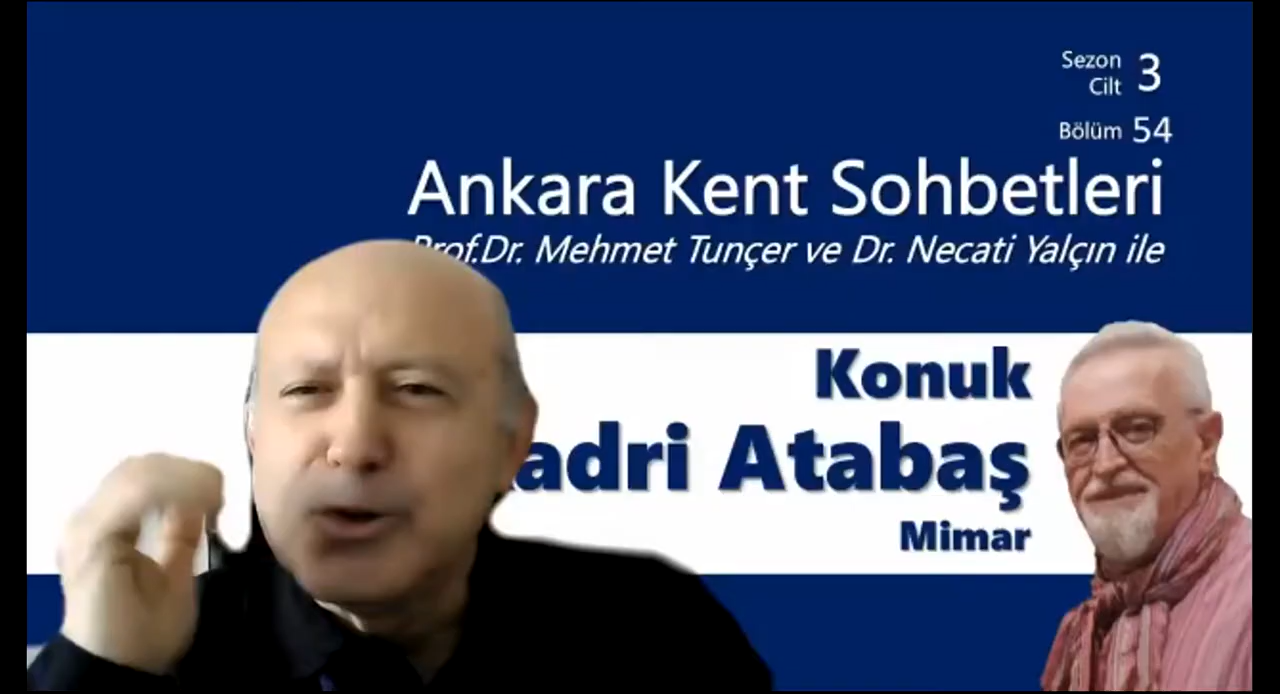 Sezon
Cilt 3
Bölüm 54
Ankara Kent Sohbetleri
Prof.Dr. Mehmet Tunçer ve Dr. Necati Yalçın ile
Konuk
adri Atabaş
Mimar